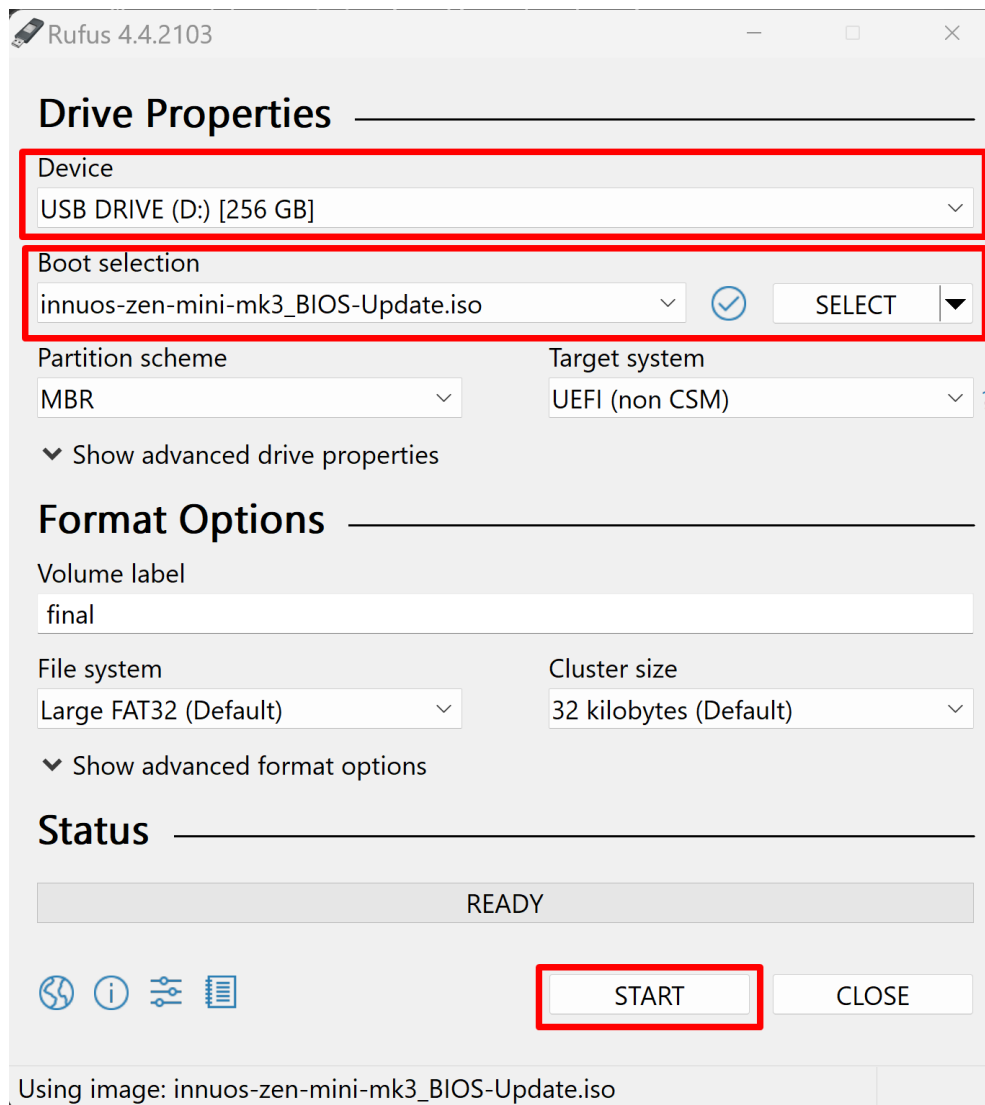 Rufus 4.4.2103
Drive Properties
Device
USB DRIVE (D:) [256 GB]
Boot selection
innuos-zen-mini-mk3_BIOS-Update.iso
SELECT
Partition scheme
Target system
MBR
UEFI (non CSM)
Show advanced drive properties
Format Options
Volume label
final
File system
Cluster size
Large FAT32 (Default)
32 kilobytes (Default)
Show advanced format options
Status
READY
START
CLOSE
Using image: innuos-zen-mini-mk3_BIOS-Update.iso